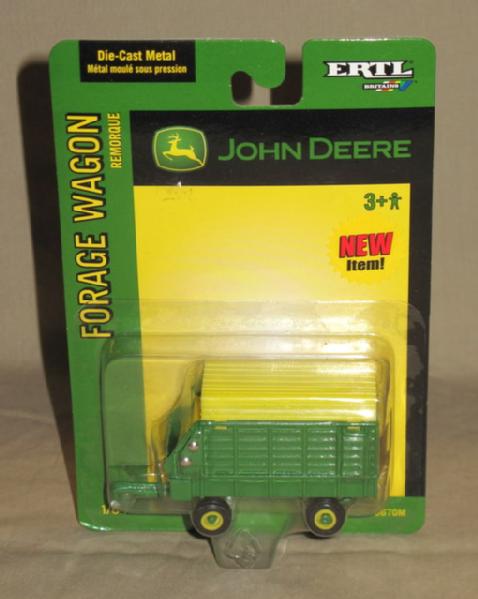 Die-Cast Metal
Métal moulé sous pression
ERTL
BRITAINS
JOHN DEERE
FORAGE WAGON
REMORQUE
3+
NEW
Item!